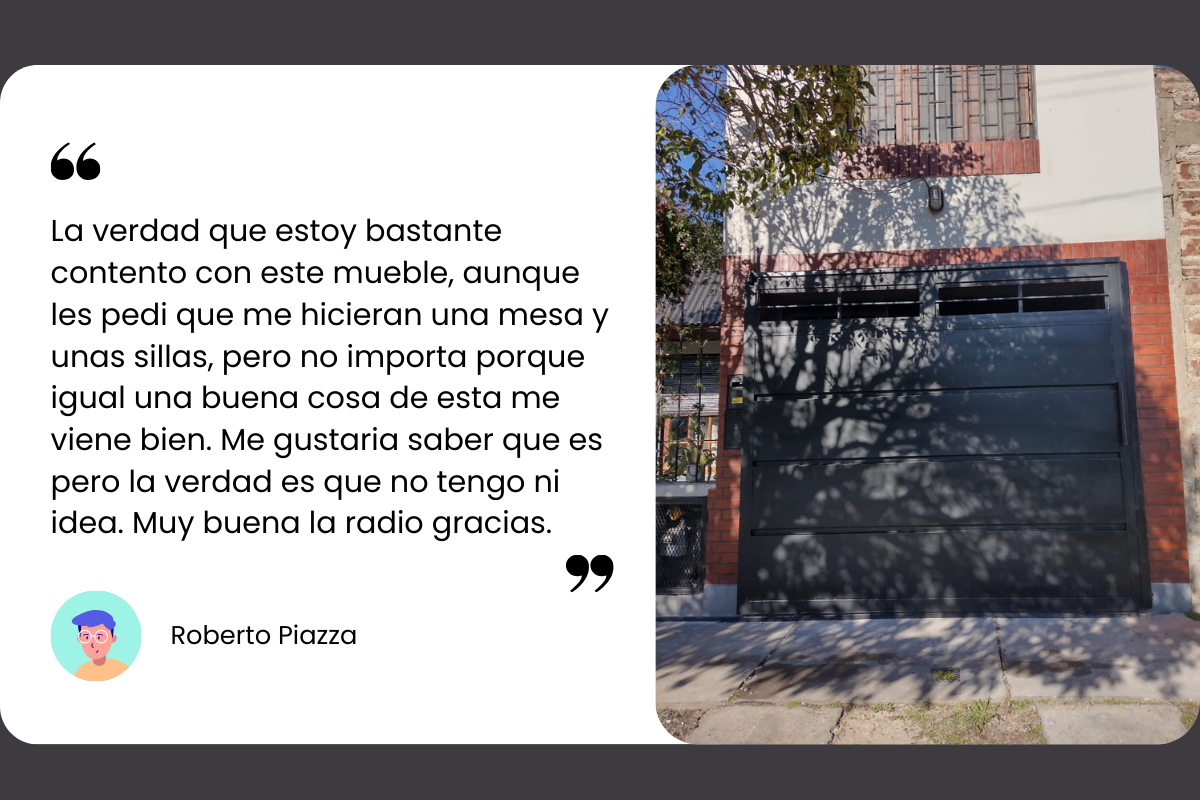 “
La verdad que estoy bastante
contento con este mueble, aunque
les pedi que me hicieran una mesa y
unas sillas, pero no importa porque
igual una buena cosa de esta me
viene bien. Me gustaria saber que es
pero la verdad es que no tengo ni
idea. Muy buena la radio gracias.
”
Roberto Piazza